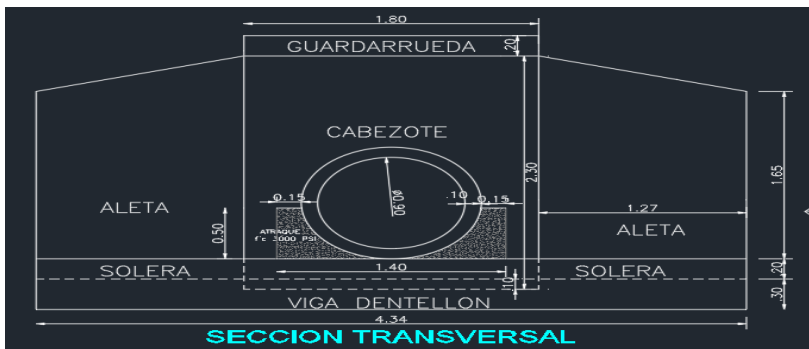 1.80
GUARDARRUEDA
.20
CABEZOTE
2.30
1.65
0.15
.10
0.15
Ø0.90
ALETA
0.50
ATRAQUE
f'c 3000 PSI
1.27
ALETA
SOLERA
1.40
SOLERA
.20
.10
VIGA DENTELLON
.30
4.34
SECCION TRANSVERSAL